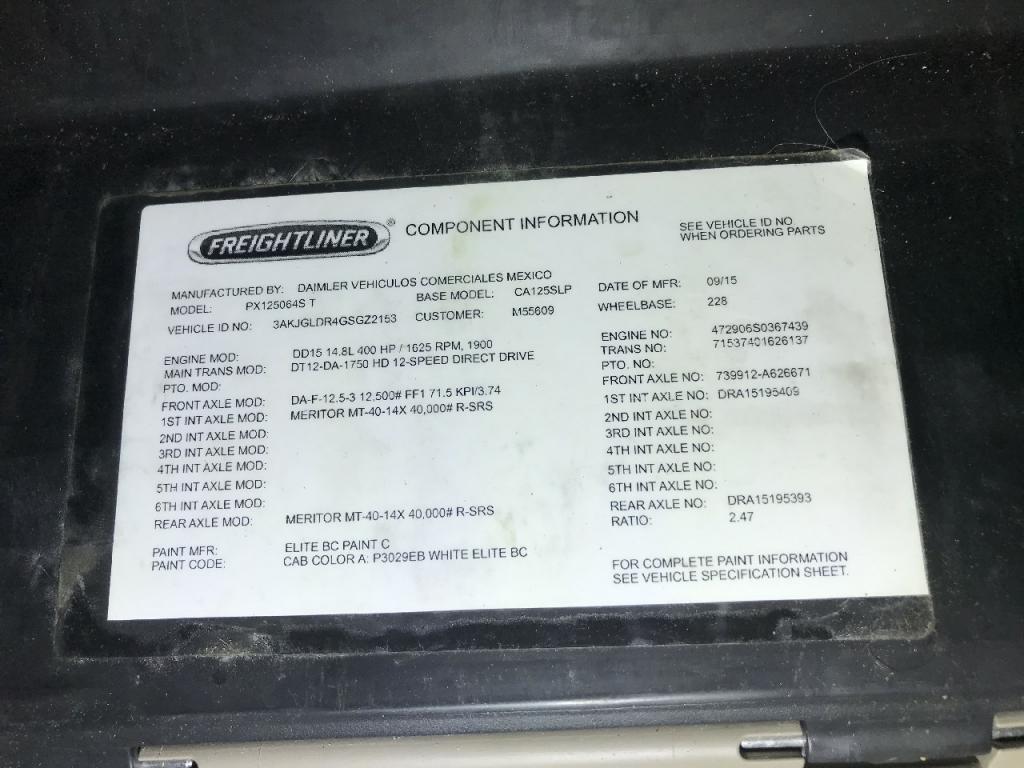 FREIGHTLINER® COMPONENT INFORMATION
SEE VEHICLE ID NO
WHEN ORDERING PARTS
MANUFACTURED BY: DAIMLER VEHICULOS COMERCIALES MEXICO
MODEL: PX125064S T BASE MODEL: CA125SLP
VEHICLE ID NO: 3AKJGLDR4GSGZ2153 CUSTOMER: M55609
DATE OF MFR: 09/15
WHEELBASE: 228
ENGINE MOD: DD15 14.8L 400 HP / 1625 RPM, 1900
MAIN TRANS MOD: DT12-DA-1750 HD 12-SPEED DIRECT DRIVE
PTO. MOD:
FRONT AXLE MOD: DA-F-12.5-3 12,500# FF1 71.5 KPI/3.74
1ST INT AXLE MOD: MERITOR MT-40-14X 40,000# R-SRS
2ND INT AXLE MOD:
3RD INT AXLE MOD:
4TH INT AXLE MOD:
5TH INT AXLE MOD:
6TH INT AXLE MOD:
REAR AXLE MOD: MERITOR MT-40-14X 40,000# R-SRS
ENGINE NO: 472906S0367439
TRANS NO: 71537401626137
PTO. NO:
FRONT AXLE NO: 739912-A626671
1ST INT AXLE NO: DRA15195409
2ND INT AXLE NO:
3RD INT AXLE NO:
4TH INT AXLE NO:
5TH INT AXLE NO:
6TH INT AXLE NO:
REAR AXLE NO: DRA15195393
RATIO: 2.47
PAINT MFR: ELITE BC PAINT C
PAINT CODE: CAB COLOR A: P3029EB WHITE ELITE BC
FOR COMPLETE PAINT INFORMATION
SEE VEHICLE SPECIFICATION SHEET.